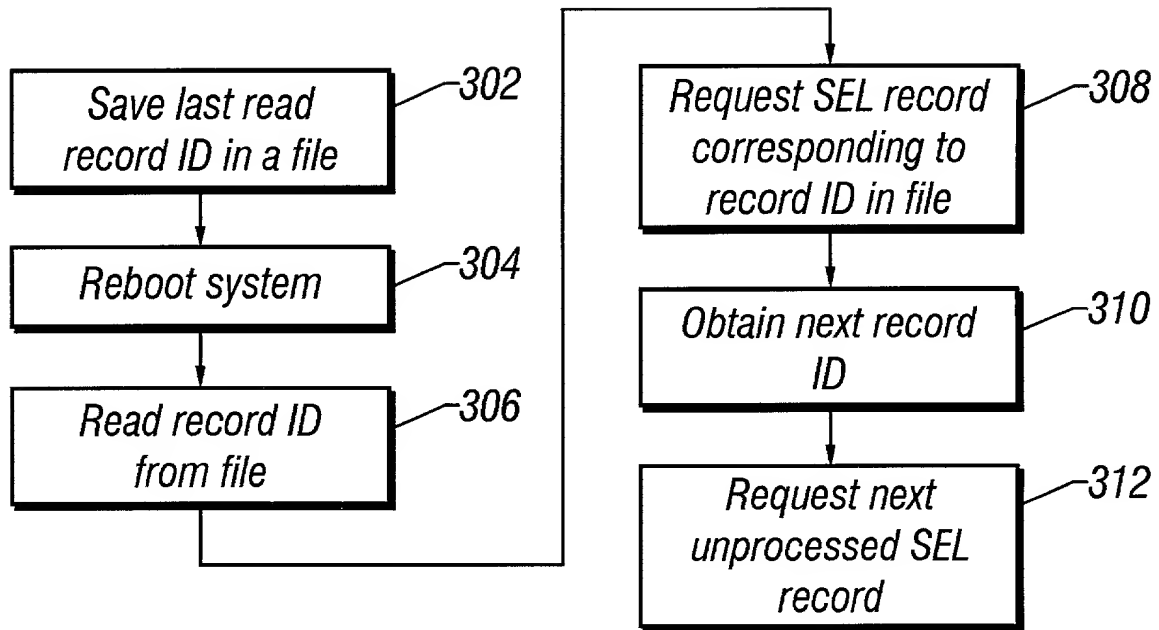 Save last read
record ID in a file
302
Reboot system
304
Read record ID
from file
306
Request SEL record
corresponding to
record ID in file
308
Obtain next record
ID
310
Request next
unprocessed SEL
record
312